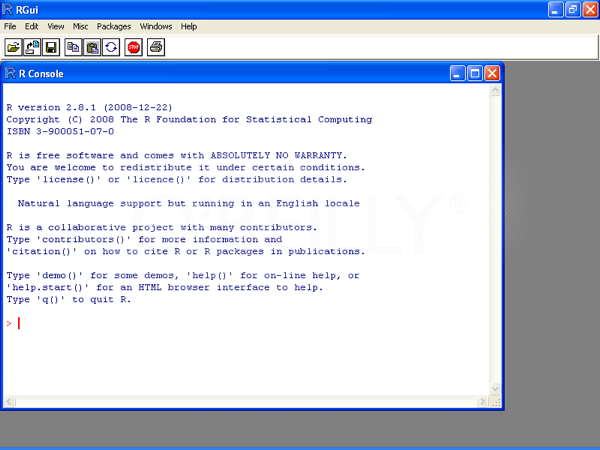 RGui
File Edit View Misc Packages Windows Help
STOP
R Console
R version 2.8.1 (2008-12-22)
Copyright (C) 2008 The R Foundation for Statistical Computing
ISBN 3-900051-07-0
R is free software and comes with ABSOLUTELY NO WARRANTY.
You are welcome to redistribute it under certain conditions.
Type 'license()' or 'licence()' for distribution details.
Natural language support but running in an English locale
R is a collaborative project with many contributors.
Type 'contributors()' for more information and
'citation()' on how to cite R or R packages in publications.
Type 'demo()' for some demos, 'help()' for on-line help, or
'help.start()' for an HTML browser interface to help.
Type 'q()' to quit R.
>